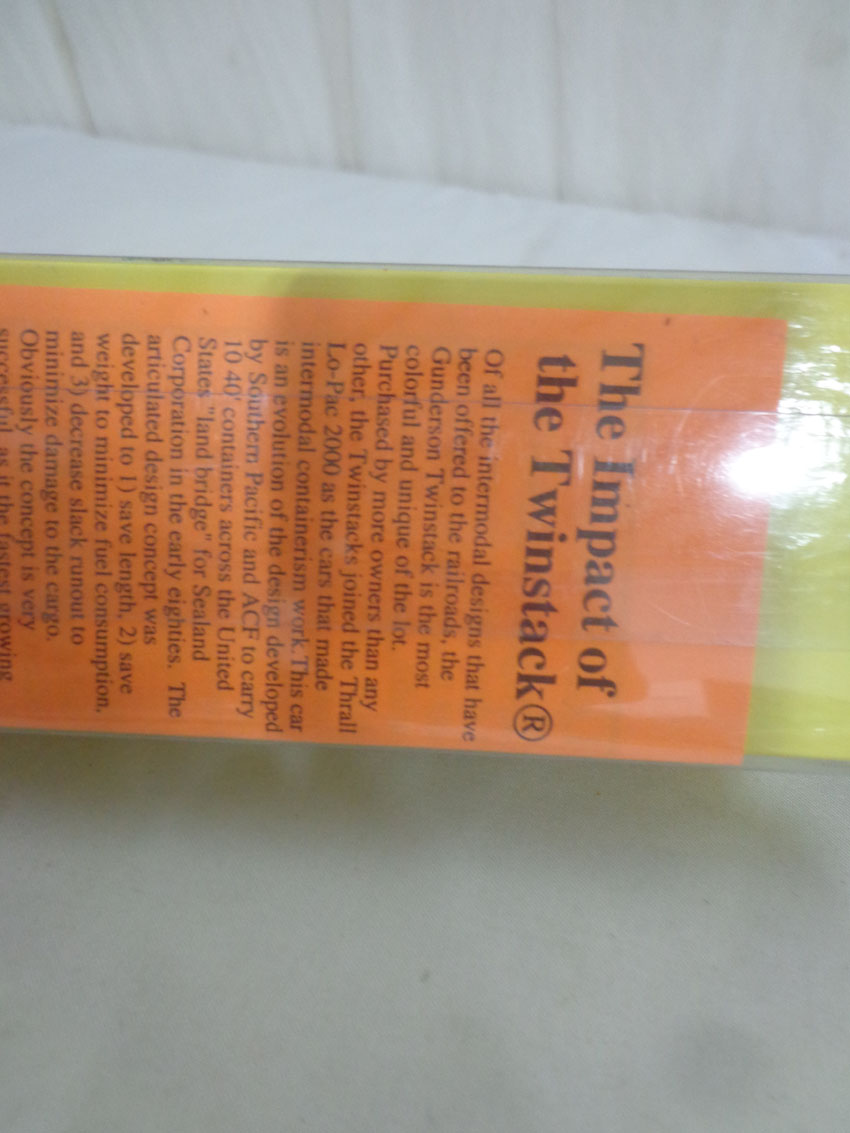 The Impact of
the Twinstack®
Of all the intermodal designs that have
been offered to the railroads, the
Gunderson Twinstack is the most
colorful and unique of the lot.
Purchased by more owners than any
other, the Twinstacks joined the Thrall
Lo-Pac 2000 as the cars that made
intermodal containerism work.This car
is an evolution of the design developed
by Southern Pacific and ACF to carry
10 40' containers across the United
States "land bridge" for Sealand
Corporation in the early eighties. The
articulated design concept was
developed to 1) save length, 2) save
weight to minimize fuel consumption,
and 3) decrease slack runout to
minimize damage to the cargo.
Obviously the concept is very
successful as it the fastest growing